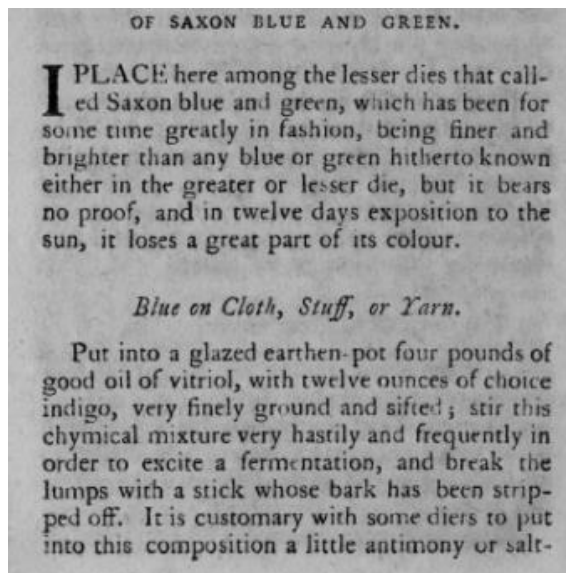 OF SAXON BLUE AND GREEN.
I PLACE here among the lesser dies that call-
ed Saxon blue and green, which has been for
some time greatly in fashion, being finer and
brighter than any blue or green hitherto known
either in the greater or lesser die, but it bears
no proof, and in twelve days exposition to the
sun, it loses a great part of its colour.
Blue on Cloth, Stuff, or Yarn.
Put into a glazed earthen-pot four pounds of
good oil of vitriol, with twelve ounces of choice
indigo, very finely ground and sifted; stir this
chymical mixture very hastily and frequently in
order to excite a fermentation, and break the
lumps with a stick whose bark has been strip-
ped off. It is customary with some diers to put
into this composition a little antimony or salt-